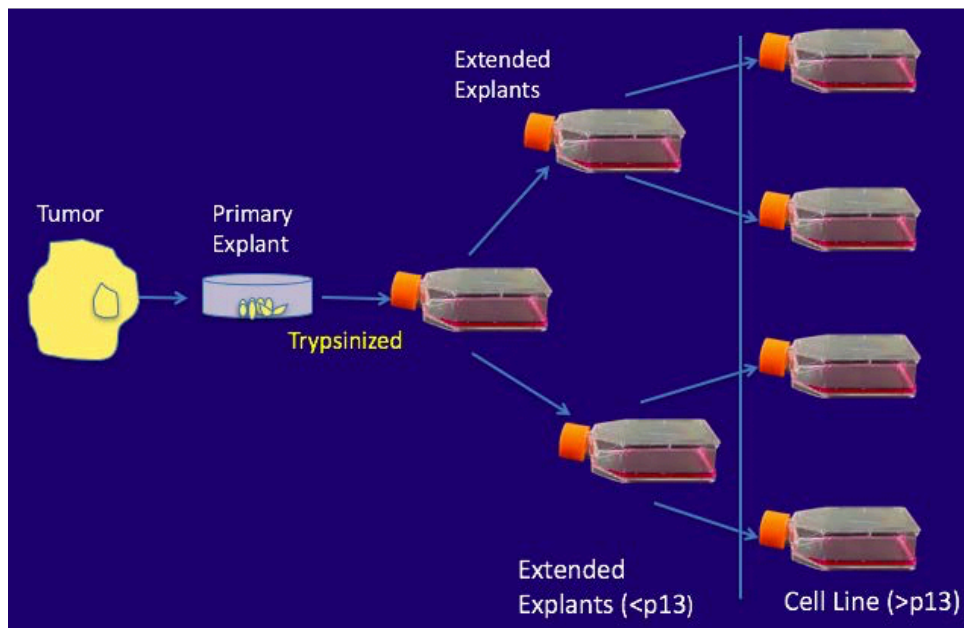 Extended
Explants
Tumor
Primary
Explant
Trypsinized
Extended
Explants (<p13)
Cell Line (>p13)